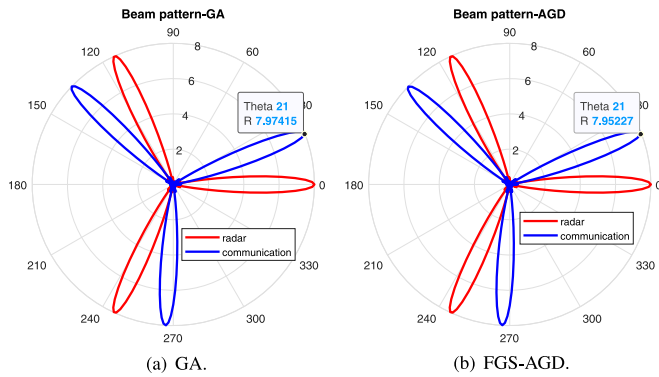 Beam pattern-GA
90
8
120
60
6
150
30
4
Theta 21
R 7.97415
2
180
0
radar
communication
210
330
240
300
270
(a) GA.
Beam pattern-AGD
90
8
120
60
6
150
30
4
Theta 21
R 7.95227
2
180
0
radar
communication
210
330
240
300
270
(b) FGS-AGD.